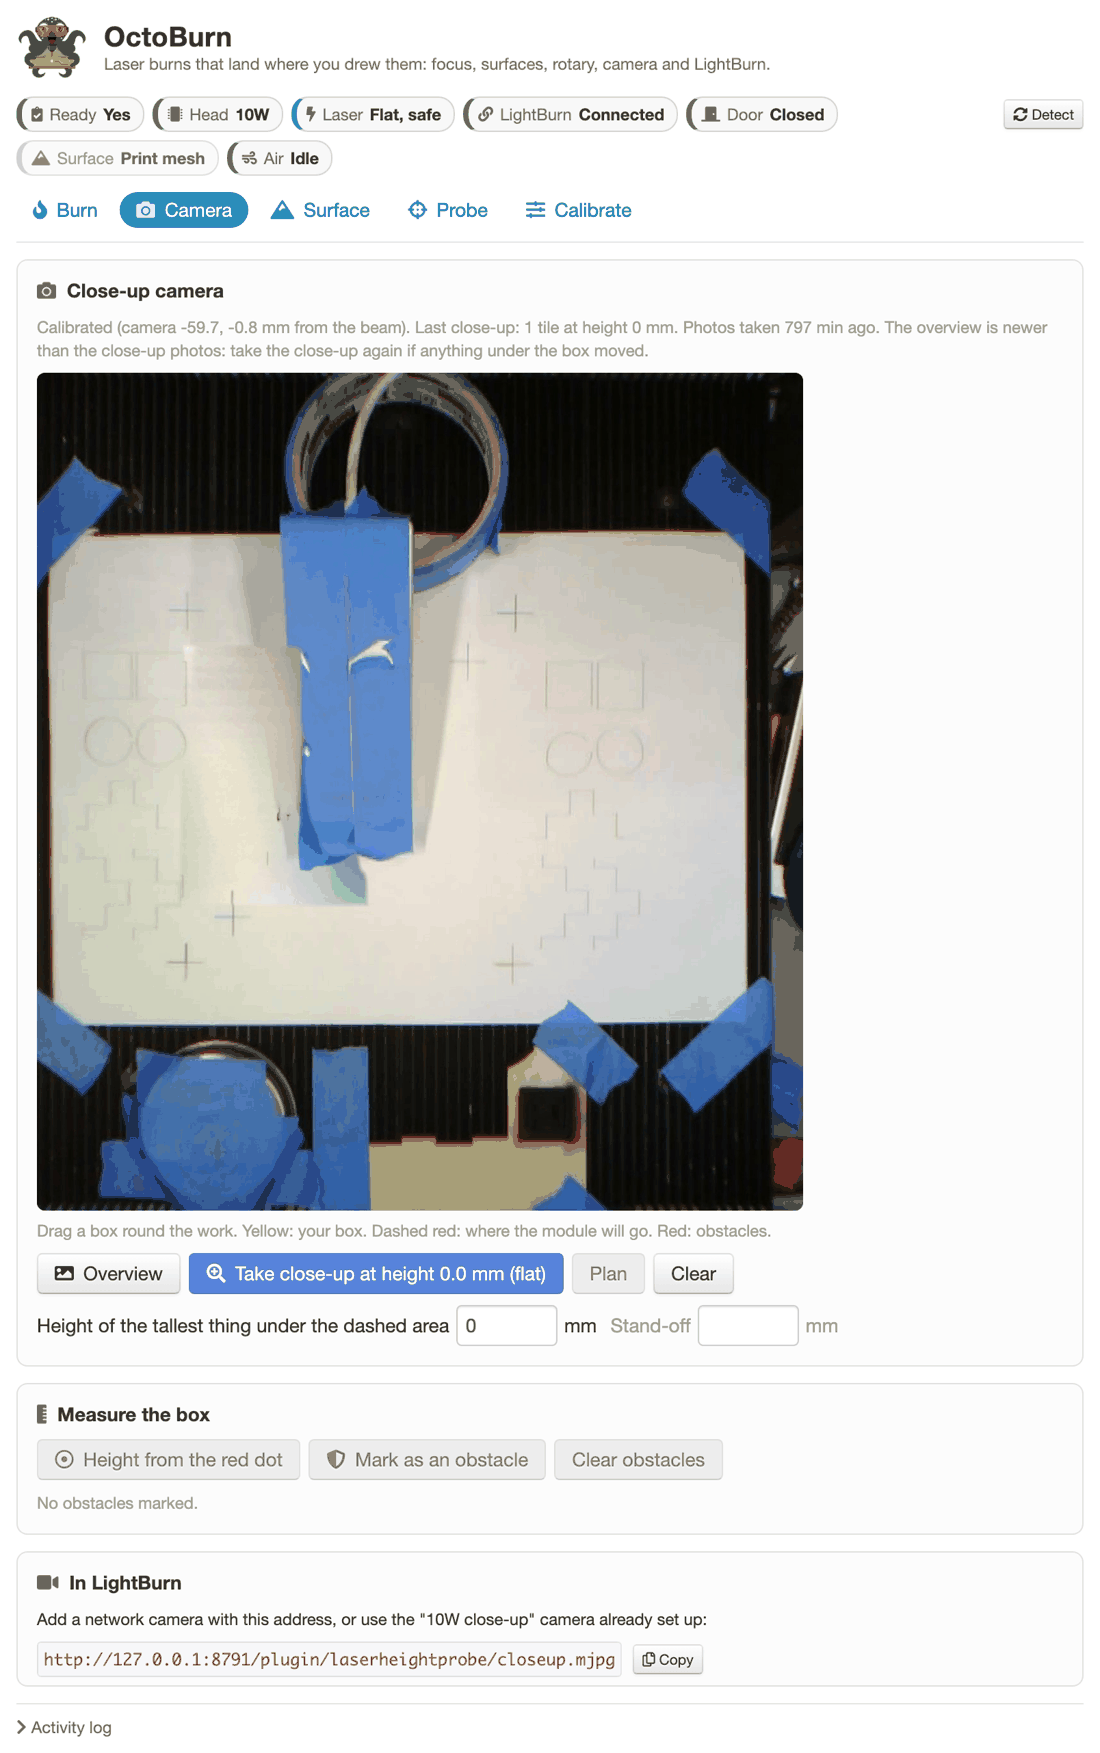 OctoBurn
Laser burns that land where you drew them: focus, surfaces, rotary, camera and LightBurn.
Ready Yes
Head 10W
Laser Flat, safe
LightBurn Connected
Door Closed
Detect
Surface Print mesh
Air Idle
Burn
Camera
Surface
Probe
Calibrate
Close-up camera
Calibrated (camera -59.7, -0.8 mm from the beam). Last close-up: 1 tile at height 0 mm. Photos taken 797 min ago. The overview is newer
than the close-up photos: take the close-up again if anything under the box moved.
Drag a box round the work. Yellow: your box. Dashed red: where the module will go. Red: obstacles.
Overview
Take close-up at height 0.0 mm (flat)
Plan
Clear
Height of the tallest thing under the dashed area 0 mm Stand-off mm
Measure the box
Height from the red dot
Mark as an obstacle
Clear obstacles
No obstacles marked.
In LightBurn
Add a network camera with this address, or use the "10W close-up" camera already set up:
http://127.0.0.1:8791/plugin/laserheightprobe/closeup.mjpg
Copy
Activity log